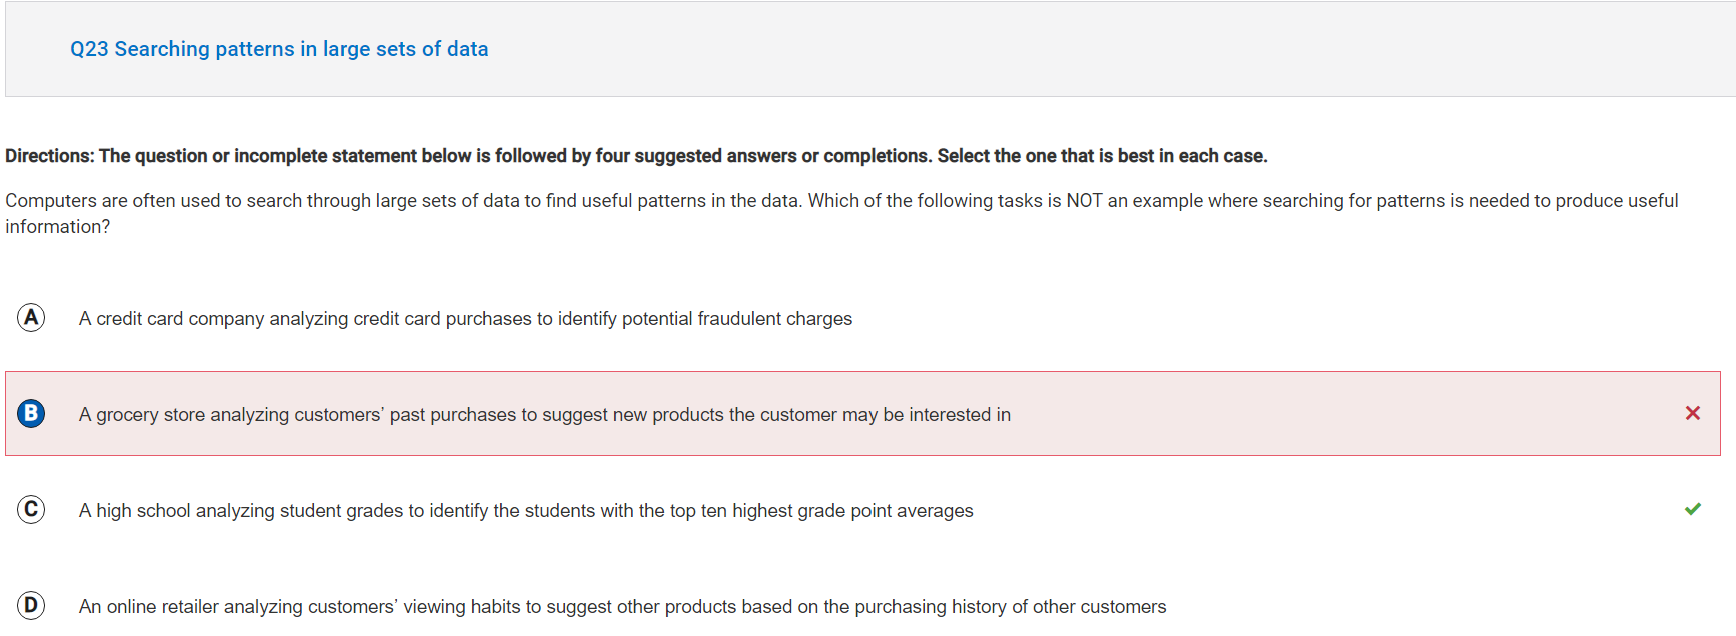 Q23 Searching patterns in large sets of data
Directions: The question or incomplete statement below is followed by four suggested answers or completions. Select the one that is best in each case.
Computers are often used to search through large sets of data to find useful patterns in the data. Which of the following tasks is NOT an example where searching for patterns is needed to produce useful
information?
A A credit card company analyzing credit card purchases to identify potential fraudulent charges
B A grocery store analyzing customers’ past purchases to suggest new products the customer may be interested in
C A high school analyzing student grades to identify the students with the top ten highest grade point averages
D An online retailer analyzing customers’ viewing habits to suggest other products based on the purchasing history of other customers